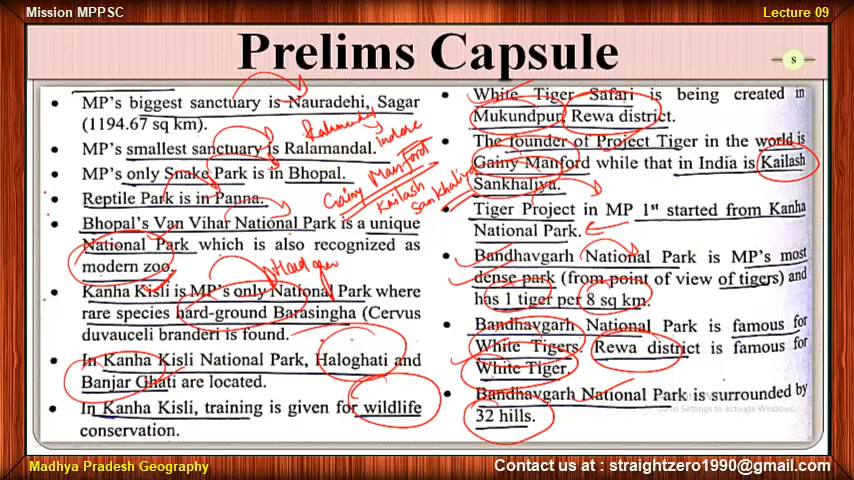 Mission MPPSC
Lecture 09
Prelims Capsule
8
• MP's biggest sanctuary is Nauradehi, Sagar
(1194.67 sq km).
• MP's smallest sanctuary is Ralamandal.
• MP's only Snake Park is in Bhopal.
• Reptile Park is in Panna.
• Bhopal's Van Vihar National Park is a unique
National Park which is also recognized as
modern zoo.
• Kanha Kisli is MP's only National Park where
rare species hard-ground Barasingha (Cervus
duvauceli branderi is found.
• In Kanha Kisli National Park, Haloghati and
Banjar Ghati are located.
• In Kanha Kisli, training is given for wildlife
conservation.
Ralamandal
Indore
Gainy Manford
Kailash
Sankhaliya
• White Tiger Safari is being created in
Mukundpur, Rewa district.
• The founder of Project Tiger in the world is
Gainy Manford while that in India is Kailash
Sankhaliya.
• Tiger Project in MP 1st started from Kanha
National Park.
• Bandhavgarh National Park is MP's most
dense park (from point of view of tigers) and
has 1 tiger per 8 sq km.
• Bandhavgarh National Park is famous for
White Tigers. Rewa district is famous for
White Tiger.
• Bandhavgarh National Park is surrounded by
32 hills.
Go to Settings to activate Windows.
Madhya Pradesh Geography
Contact us at : straightzero1990@gmail.com